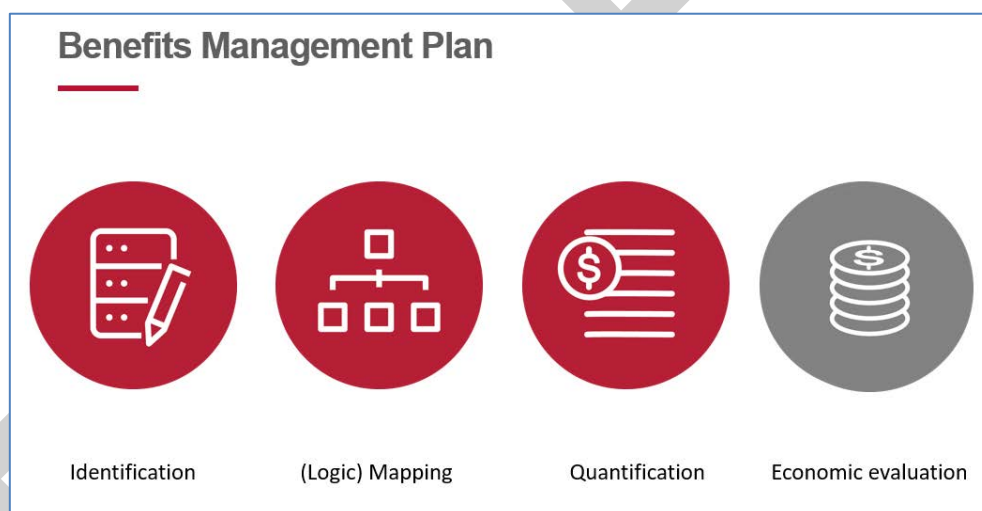 Benefits Management Plan
$
$
Identification
(Logic) Mapping
Quantification
Economic evaluation